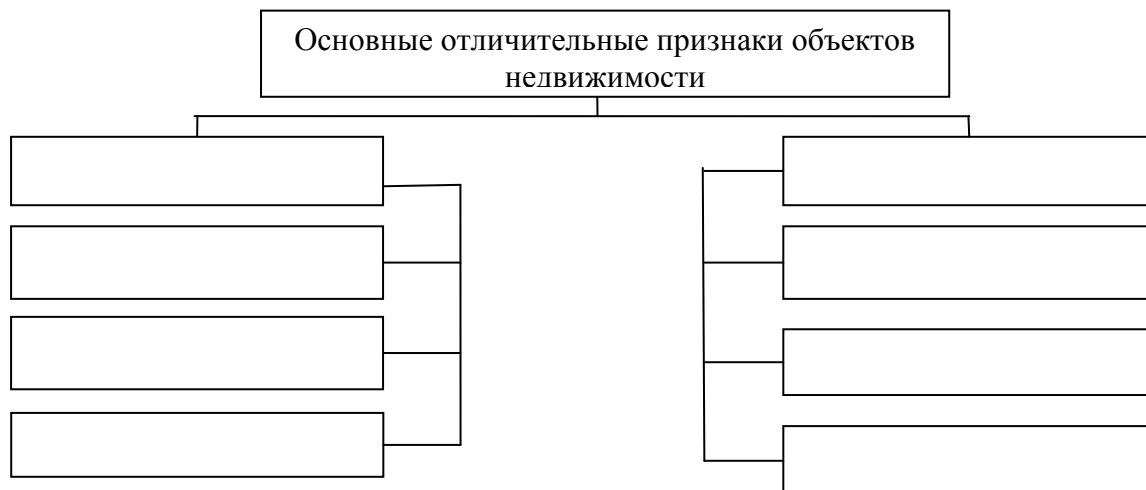 Основные отличительные признаки объектов
недвижимости